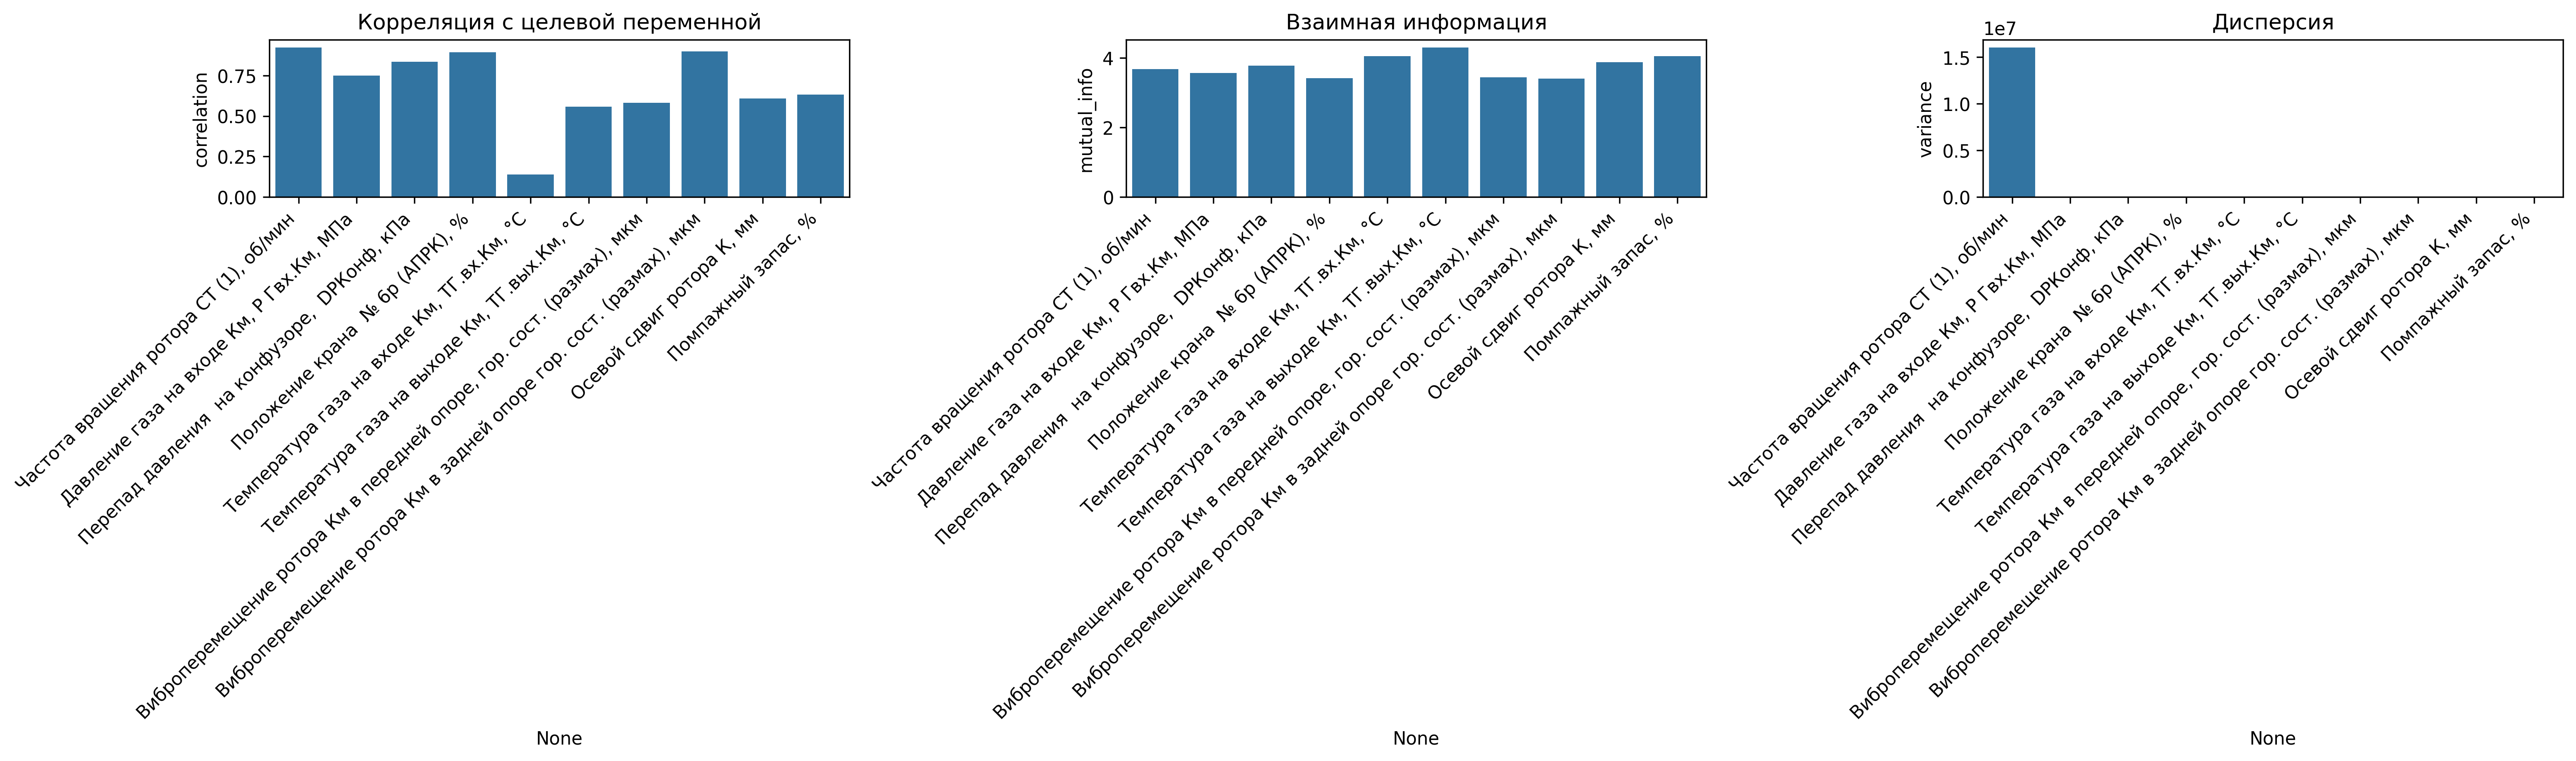 Корреляция с целевой переменной
correlation
0.75
0.50
0.25
0.00
Частота вращения ротора СТ (1), об/мин
Давление газа на входе Км, Р Гвх.Км, МПа
Перепад давления  на конфузоре,  DPКонф, кПа
Положение крана  № 6р (АПРК), %
Температура газа на входе Км, ТГ.вх.Км, °С
Температура газа на выходе Км, ТГ.вых.Км, °С
Виброперемещение ротора Км в передней опоре, гор. сост. (размах), мкм
Виброперемещение ротора Км в задней опоре гор. сост. (размах), мкм
Осевой сдвиг ротора К, мм
Помпажный запас, %
None
Взаимная информация
mutual_info
4
2
0
Частота вращения ротора СТ (1), об/мин
Давление газа на входе Км, Р Гвх.Км, МПа
Перепад давления  на конфузоре,  DPКонф, кПа
Положение крана  № 6р (АПРК), %
Температура газа на входе Км, ТГ.вх.Км, °С
Температура газа на выходе Км, ТГ.вых.Км, °С
Виброперемещение ротора Км в передней опоре, гор. сост. (размах), мкм
Виброперемещение ротора Км в задней опоре гор. сост. (размах), мкм
Осевой сдвиг ротора К, мм
Помпажный запас, %
None
Дисперсия
1e7
variance
1.5
1.0
0.5
0.0
Частота вращения ротора СТ (1), об/мин
Давление газа на входе Км, Р Гвх.Км, МПа
Перепад давления  на конфузоре,  DPКонф, кПа
Положение крана  № 6р (АПРК), %
Температура газа на входе Км, ТГ.вх.Км, °С
Температура газа на выходе Км, ТГ.вых.Км, °С
Виброперемещение ротора Км в передней опоре, гор. сост. (размах), мкм
Виброперемещение ротора Км в задней опоре гор. сост. (размах), мкм
Осевой сдвиг ротора К, мм
Помпажный запас, %
None